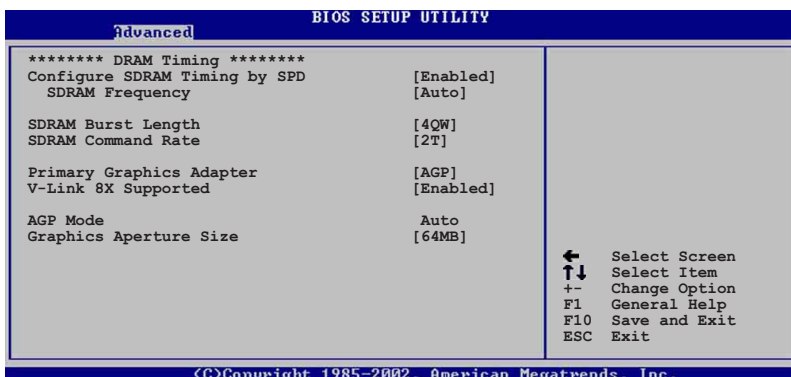 BIOS SETUP UTILITY
Advanced
******** DRAM Timing ********
Configure SDRAM Timing by SPD [Enabled]
SDRAM Frequency [Auto]
SDRAM Burst Length [4QW]
SDRAM Command Rate [2T]
Primary Graphics Adapter [AGP]
V-Link 8X Supported [Enabled]
AGP Mode Auto
Graphics Aperture Size [64MB]
← Select Screen
↑↓ Select Item
+- Change Option
F1 General Help
F10 Save and Exit
ESC Exit
(C)Copyright 1985-2002, American Megatrends, Inc.